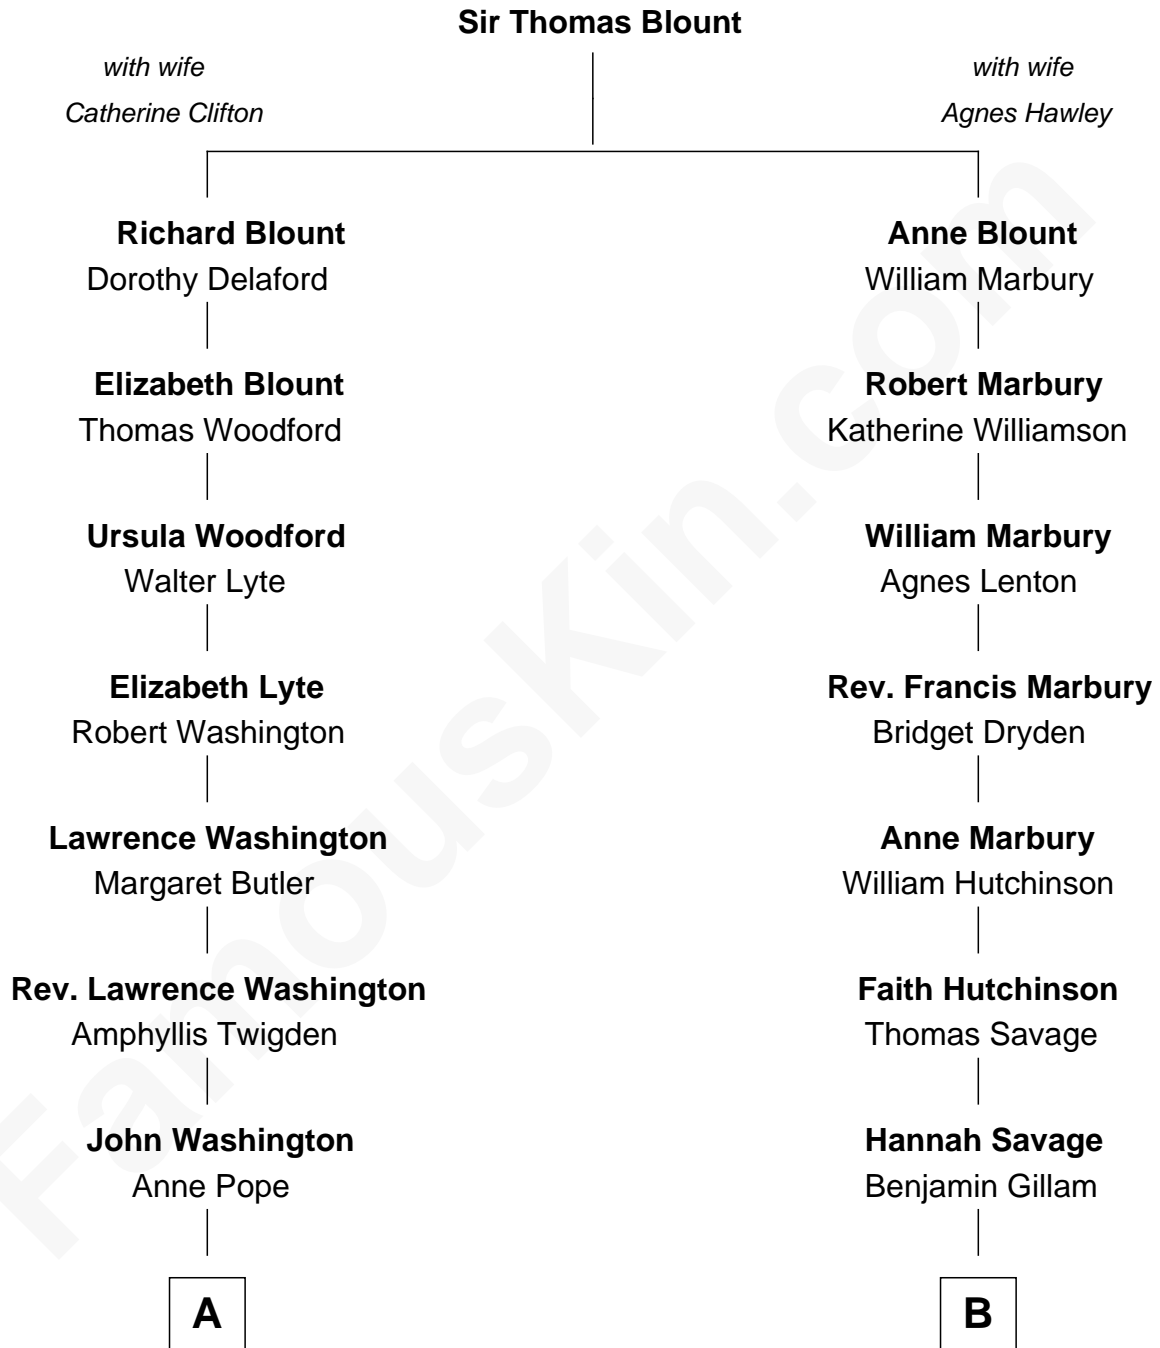 Sir Thomas Blount
with wife
Catherine Clifton
with wife
Agnes Hawley
Richard Blount
Dorothy Delaford
Anne Blount
William Marbury
Elizabeth Blount
Thomas Woodford
Robert Marbury
Katherine Williamson
Ursula Woodford
Walter Lyte
William Marbury
Agnes Lenton
Elizabeth Lyte
Robert Washington
Rev. Francis Marbury
Bridget Dryden
Lawrence Washington
Margaret Butler
Anne Marbury
William Hutchinson
Rev. Lawrence Washington
Amphyllis Twigden
Faith Hutchinson
Thomas Savage
John Washington
Anne Pope
Hannah Savage
Benjamin Gillam
A
B
FamousKin.com